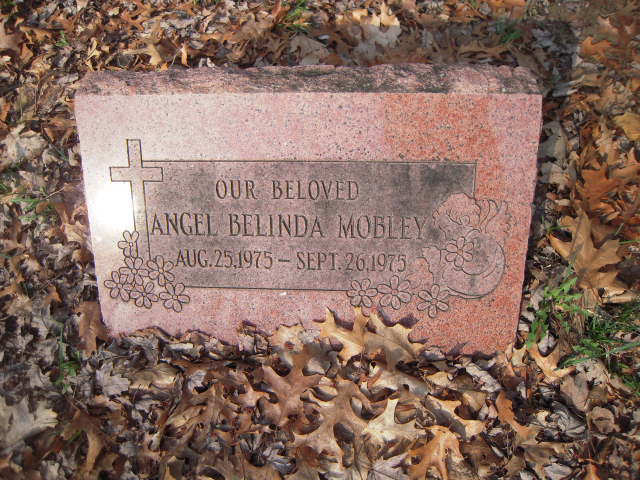 OUR BELOVED
ANGEL BELINDA MOBLEY
AUG. 25, 1975 – SEPT. 26, 1975